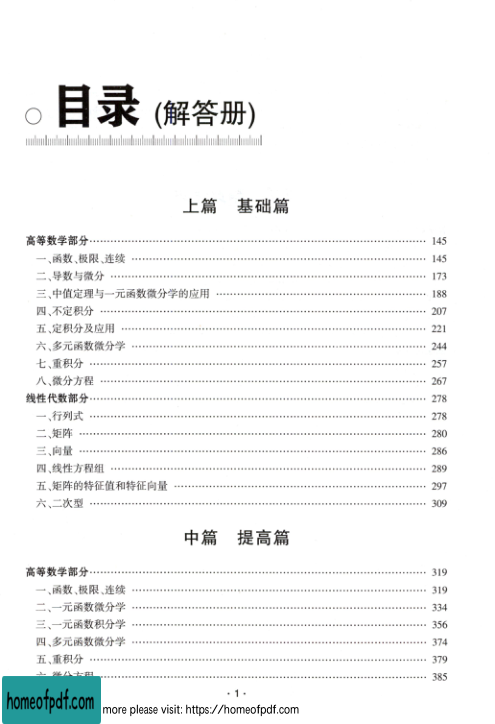 目录 (解答册)
上篇 基础篇
高等数学部分 145
一、函数、极限、连续 145
二、导数与微分 173
三、中值定理与一元函数微分学的应用 188
四、不定积分 207
五、定积分及应用 221
六、多元函数微分学 244
七、重积分 257
八、微分方程 267
线性代数部分 278
一、行列式 278
二、矩阵 280
三、向量 286
四、线性方程组 289
五、矩阵的特征值和特征向量 297
六、二次型 309
中篇 提高篇
高等数学部分 319
一、函数、极限、连续 319
二、一元函数微分学 334
三、一元函数积分学 356
四、多元函数微分学 374
五、重积分 379
六、微分方程 385
· 1 ·
homeofpdf.com
more please visit: https://homeofpdf.com